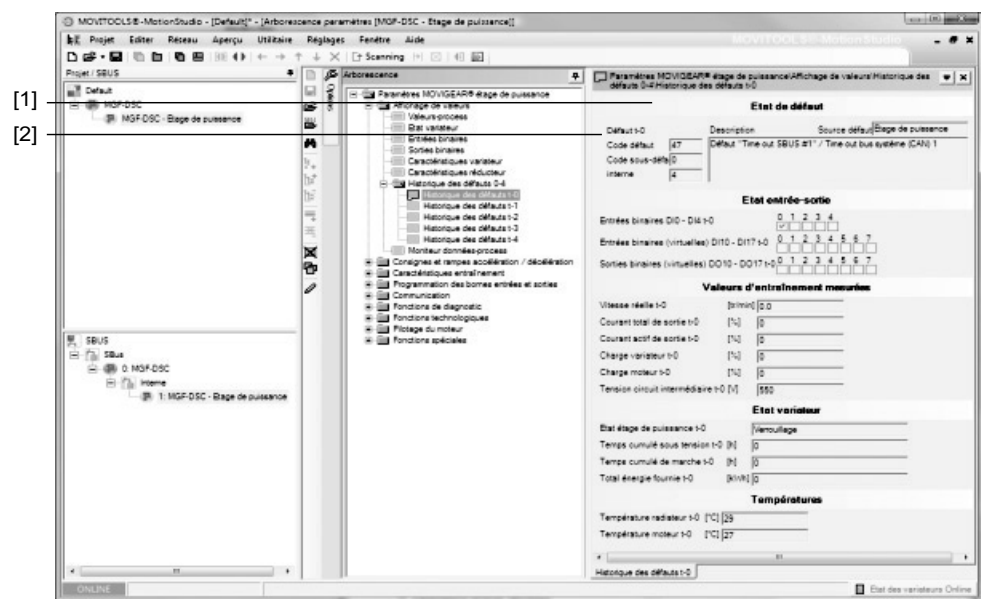 MOVITOOLS®-MotionStudio - [Default]* - [Arborescence paramètres [MGF-DSC - Etage de puissance]]
Projet Editer Réseau Aperçu Utilitaire Réglages Fenêtre Aide
MOVITOOLS® MotionStudio
Scanning
Projet / SBUS
Default
MGF-DSC
MGF-DSC - Etage de puissance
SBUS
SBus
0: MGF-DSC
Interne
1: MGF-DSC - Etage de puissance
Options
Arborescence
Paramètres MOVIGEAR® étage de puissance
Affichage de valeurs
Valeurs-process
Etat variateur
Entrées binaires
Sorties binaires
Caractéristiques variateur
Caractéristiques réducteur
Historique des défauts 0-4
Historique des défauts t-0
Historique des défauts t-1
Historique des défauts t-2
Historique des défauts t-3
Historique des défauts t-4
Moniteur données-process
Consignes et rampes accélération / décélération
Caractéristiques entraînement
Programmation des bornes entrées et sorties
Communication
Fonctions de diagnostic
Fonctions technologiques
Pilotage du moteur
Fonctions spéciales
[1]
[2]
Paramètres MOVIGEAR® étage de puissance/Affichage de valeurs/Historique des
défauts 0-4/Historique des défauts t-0
Etat de défaut
Défaut t-0 Description Source défaut Etage de puissance
Code défaut 47 Défaut "Time out SBUS #1" / Time out bus système (CAN) 1
Code sous-défa 0
interne 4
Etat entrée-sortie
0 1 2 3 4
Entrées binaires DI0 - DI4 t-0
0 1 2 3 4 5 6 7
Entrées binaires (virtuelles) DI10 - DI17 t-0
0 1 2 3 4 5 6 7
Sorties binaires (virtuelles) DO10 - DO17 t-0
Valeurs d'entraînement mesurées
Vitesse réelle t-0 [tr/min] 0.0
Courant total de sortie t-0 [%] 0
Courant actif de sortie t-0 [%] 0
Charge variateur t-0 [%] 0
Charge moteur t-0 [%] 0
Tension circuit intermédiaire t-0 [V] 550
Etat variateur
Etat étage de puissance t-0 Verrouillage
Temps cumulé sous tension t-0 [h] 0
Temps cumulé de marche t-0 [h] 0
Total énergie fournie t-0 [kWh] 0
Températures
Température radiateur t-0 [°C] 29
Température moteur t-0 [°C] 27
Historique des défauts t-0
ONLINE
Etat des variateurs Online